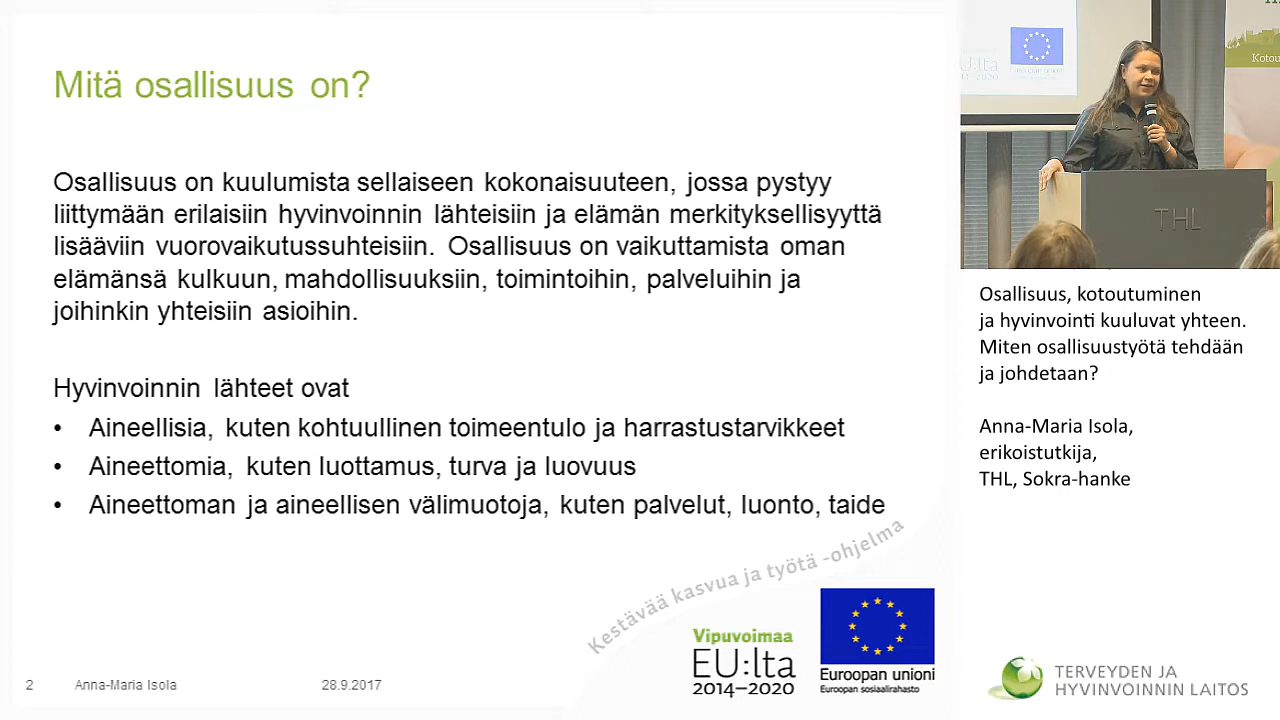 Mitä osallisuus on?
Osallisuus on kuulumista sellaiseen kokonaisuuteen, jossa pystyy
liittymään erilaisiin hyvinvoinnin lähteisiin ja elämän merkityksellisyyttä
lisääviin vuorovaikutussuhteisiin. Osallisuus on vaikuttamista oman
elämänsä kulkuun, mahdollisuuksiin, toimintoihin, palveluihin ja
joihinkin yhteisiin asioihin.
Hyvinvoinnin lähteet ovat
• Aineellisia, kuten kohtuullinen toimeentulo ja harrastustarvikkeet
• Aineettomia, kuten luottamus, turva ja luovuus
• Aineettoman ja aineellisen välimuotoja, kuten palvelut, luonto, taide
Kestävää kasvua ja työtä -ohjelma
Vipuvoimaa
EU:lta
2014–2020
Euroopan unioni
Euroopan sosiaalirahasto
2 Anna-Maria Isola 28.9.2017
THL
Osallisuus, kotoutuminen
ja hyvinvointi kuuluvat yhteen.
Miten osallisuustyötä tehdään
ja johdetaan?
Anna-Maria Isola,
erikoistutkija,
THL, Sokra-hanke
TERVEYDEN JA
HYVINVOINNIN LAITOS